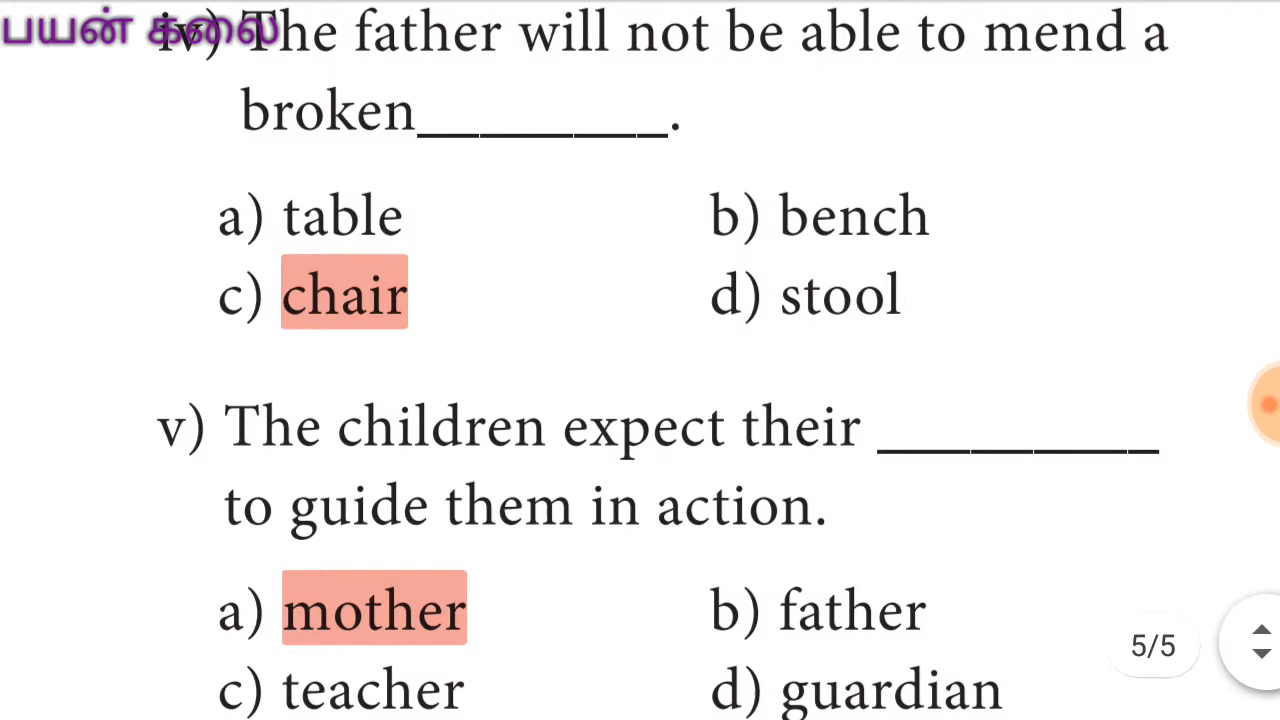 பயன் கலை
iv) The father will not be able to mend a
broken________.
a) table b) bench
c) chair d) stool
v) The children expect their _________
to guide them in action.
a) mother b) father
5/5
c) teacher d) guardian